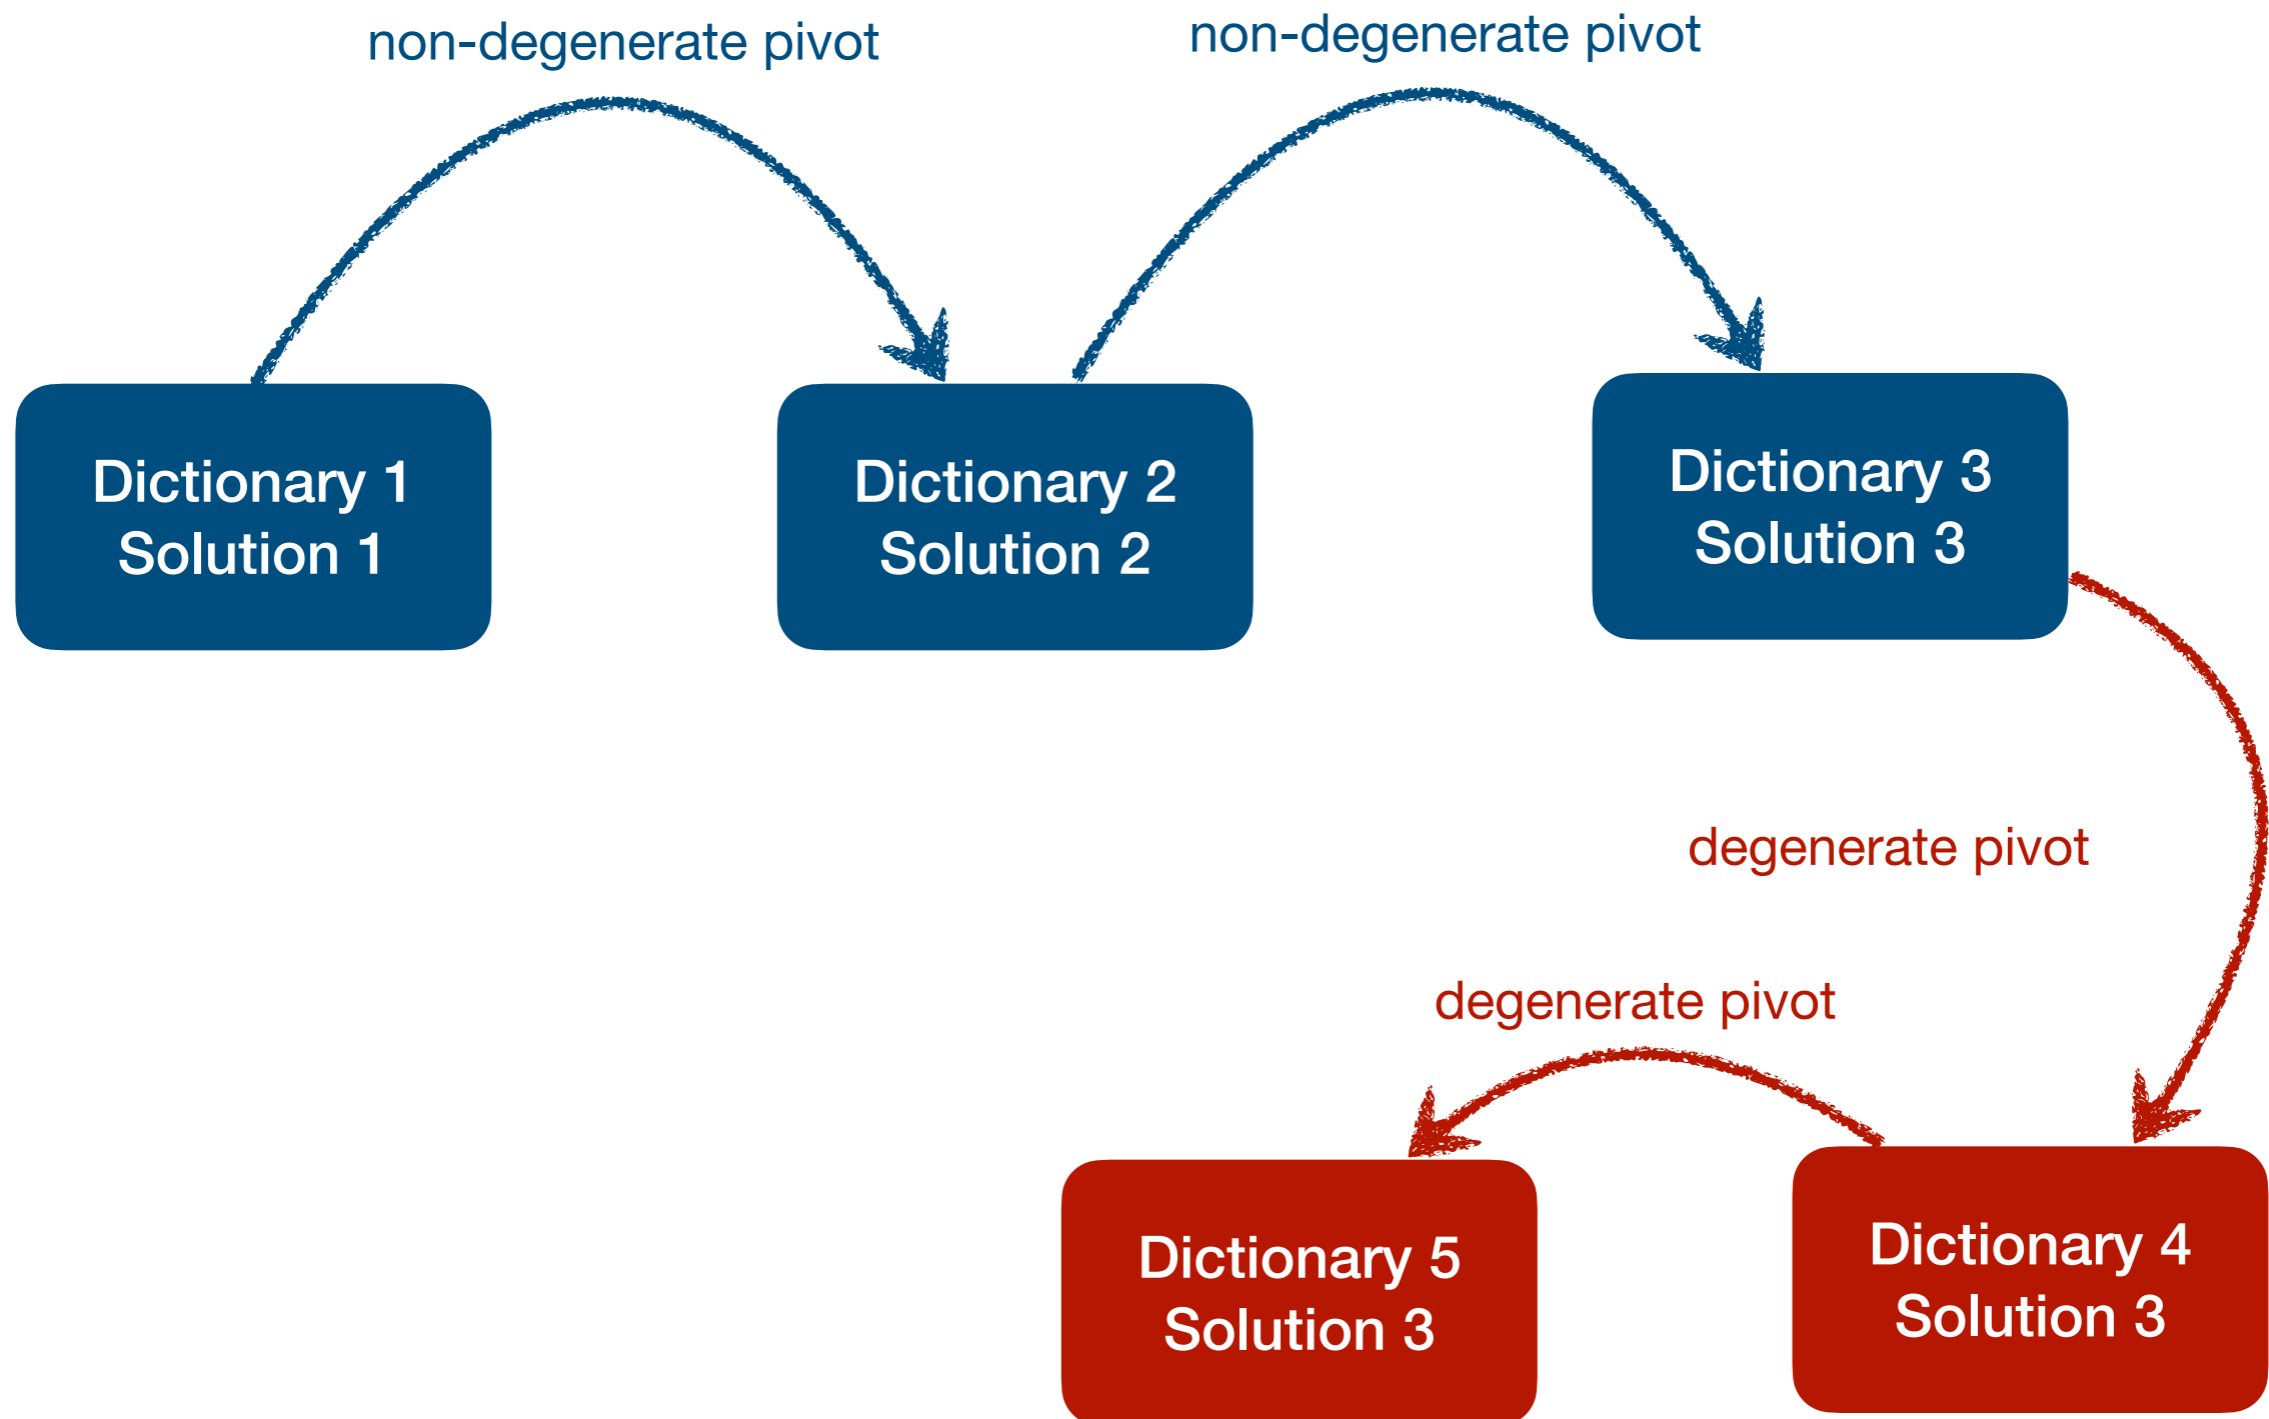 non-degenerate pivot
non-degenerate pivot
Dictionary 1
Solution 1
Dictionary 2
Solution 2
Dictionary 3
Solution 3
degenerate pivot
degenerate pivot
Dictionary 5
Solution 3
Dictionary 4
Solution 3